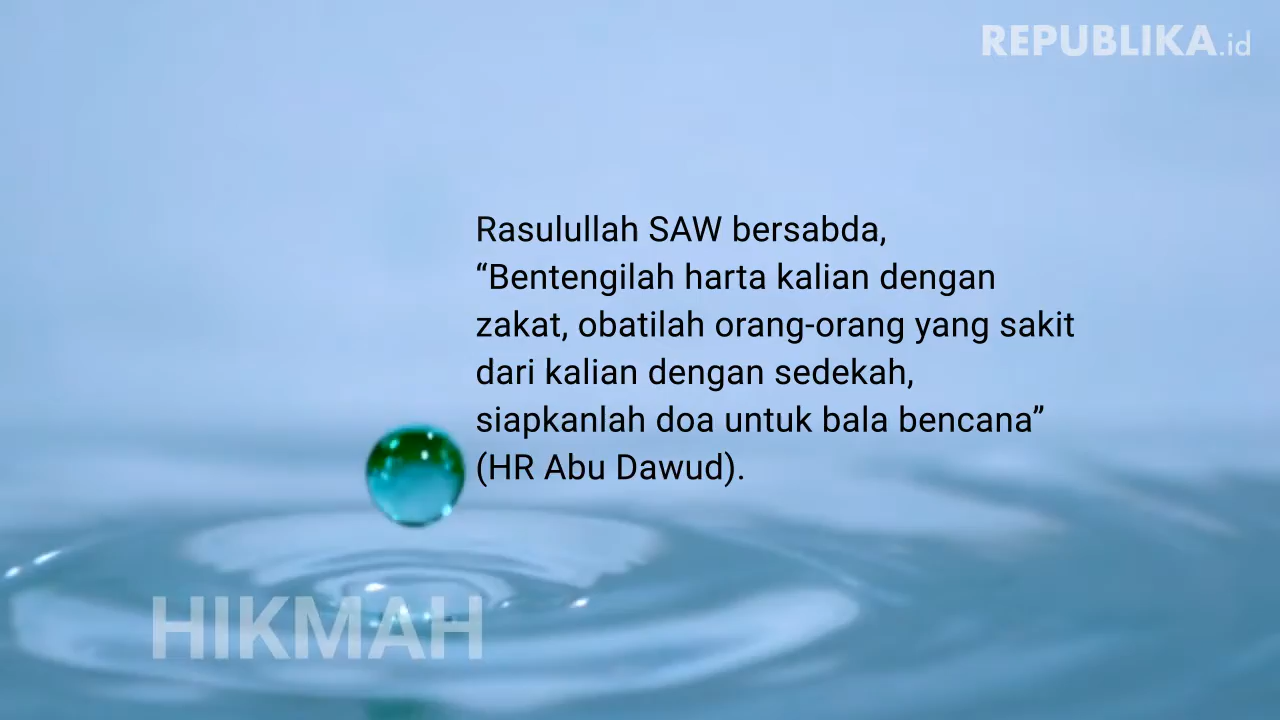 REPUBLIKA.id
Rasulullah SAW bersabda,
“Bentengilah harta kalian dengan
zakat, obatilah orang-orang yang sakit
dari kalian dengan sedekah,
siapkanlah doa untuk bala bencana”
(HR Abu Dawud).
HIKMAH